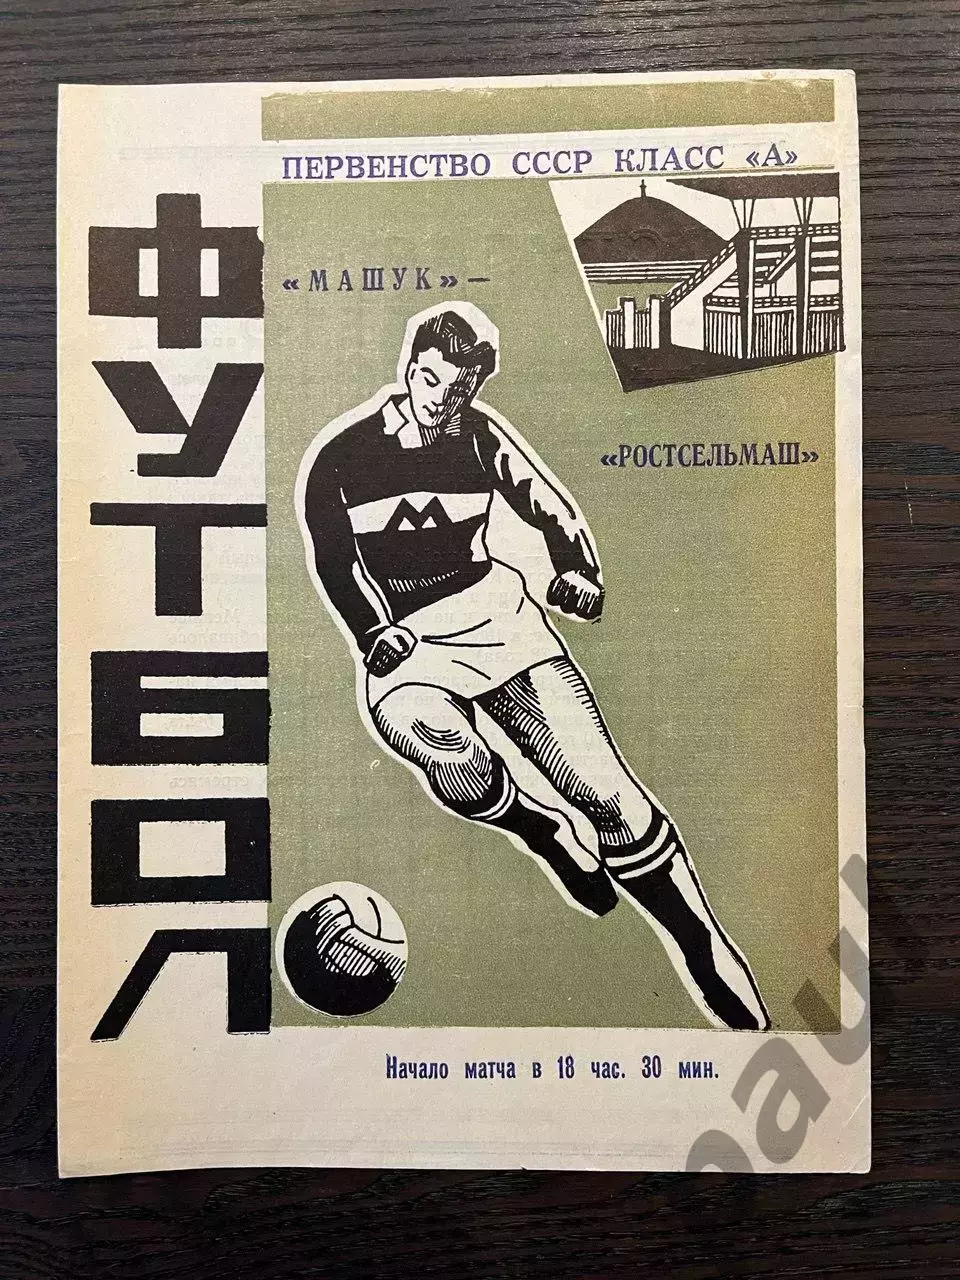 ФУТБОЛ
ПЕРВЕНСТВО СССР КЛАСС «А»
«МАШУК» —
«РОСТСЕЛЬМАШ»
М
Начало матча в 18 час. 30 мин.